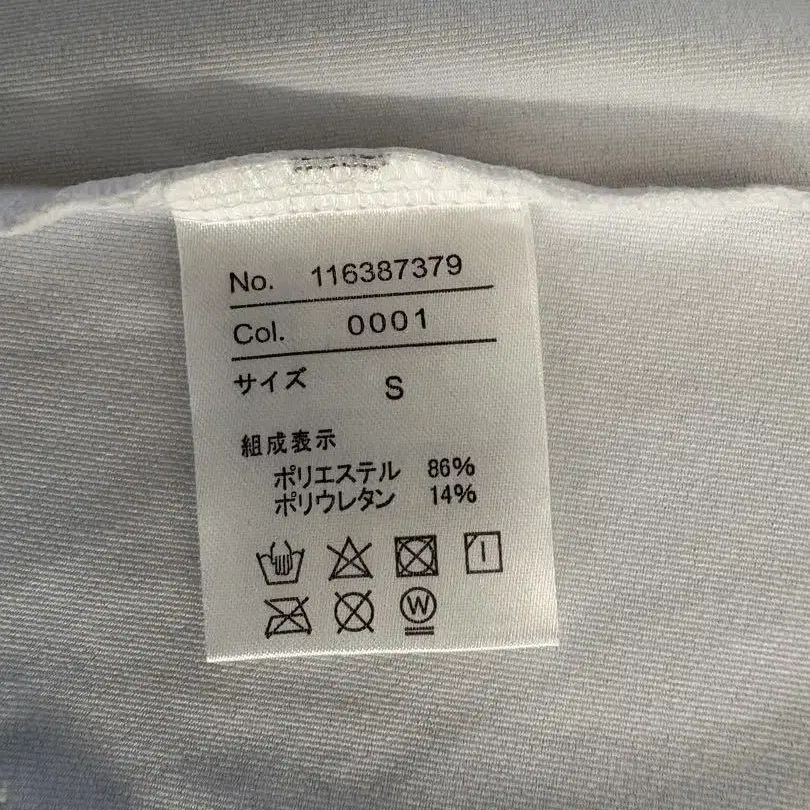 No. 116387379
Col. 0001
サイズ S
組成表示
ポリエステル 86%
ポリウレタン 14%
W